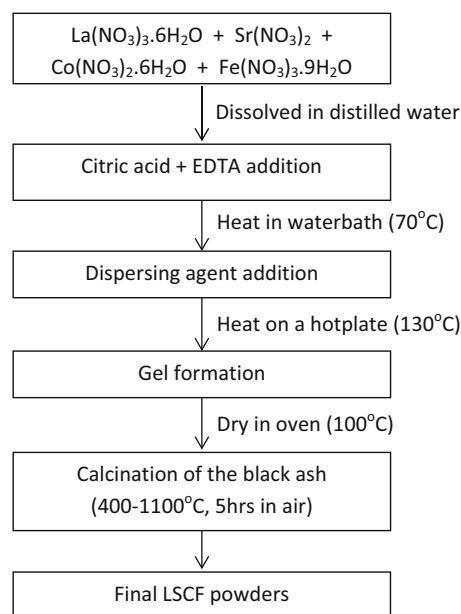 La(NO₃)₃.6H₂O + Sr(NO₃)₂ +
Co(NO₃)₂.6H₂O + Fe(NO₃)₃.9H₂O
Dissolved in distilled water
Citric acid + EDTA addition
Heat in waterbath (70°C)
Dispersing agent addition
Heat on a hotplate (130°C)
Gel formation
Dry in oven (100°C)
Calcination of the black ash
(400-1100°C, 5hrs in air)
Final LSCF powders